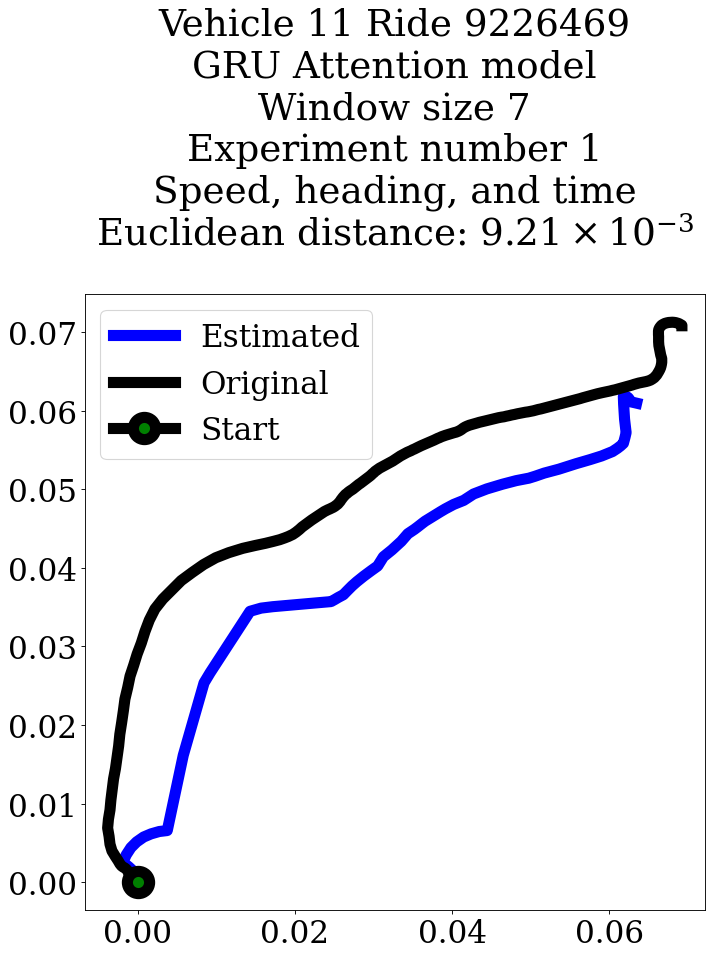 Vehicle 11 Ride 9226469
GRU Attention model
Window size 7
Experiment number 1
Speed, heading, and time
Euclidean distance: 9.21 × 10⁻³
Estimated
Original
Start
0.07
0.06
0.05
0.04
0.03
0.02
0.01
0.00
0.00 0.02 0.04 0.06